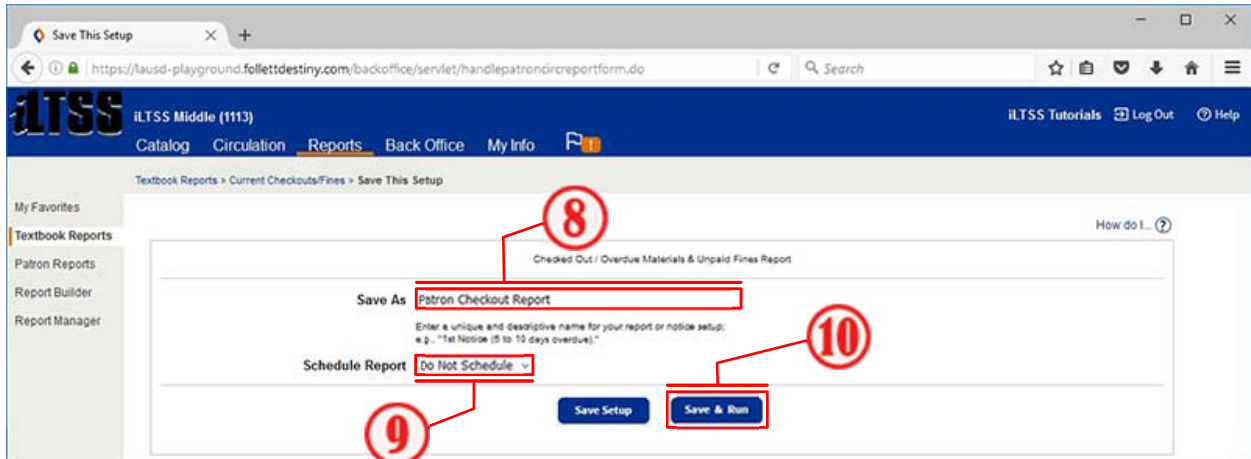 Save This Setup
https://lausd-playground.follettdestiny.com/backoffice/servlet/handlepatroncircreportform.do
Search
iLTSS
iLTSS Middle (1113)
iLTSS Tutorials Log Out Help
Catalog Circulation Reports Back Office My Info
Textbook Reports > Current Checkouts/Fines > Save This Setup
My Favorites
Textbook Reports
Patron Reports
Report Builder
Report Manager
How do I...
8
Checked Out / Overdue Materials & Unpaid Fines Report
Save As Patron Checkout Report
Enter a unique and descriptive name for your report or notice setup;
e.g., "1st Notice (5 to 10 days overdue)."
10
Schedule Report Do Not Schedule
9
Save Setup Save & Run